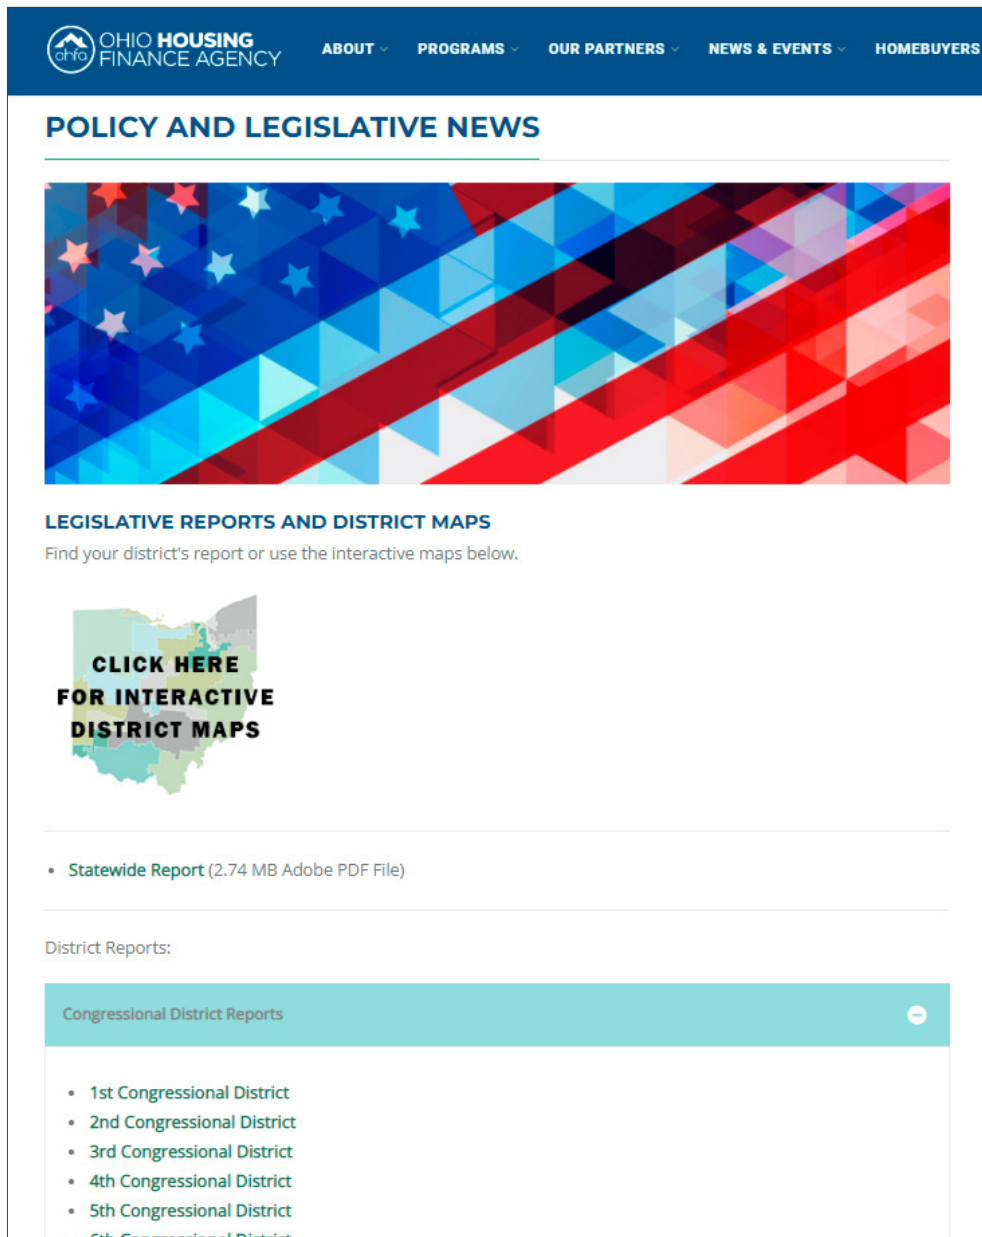 ohfa
OHIO HOUSING
FINANCE AGENCY
ABOUT
PROGRAMS
OUR PARTNERS
NEWS & EVENTS
HOMEBUYERS
POLICY AND LEGISLATIVE NEWS
LEGISLATIVE REPORTS AND DISTRICT MAPS
Find your district's report or use the interactive maps below.
CLICK HERE
FOR INTERACTIVE
DISTRICT MAPS
• Statewide Report (2.74 MB Adobe PDF File)
District Reports:
Congressional District Reports
• 1st Congressional District
• 2nd Congressional District
• 3rd Congressional District
• 4th Congressional District
• 5th Congressional District
6th Congressional District